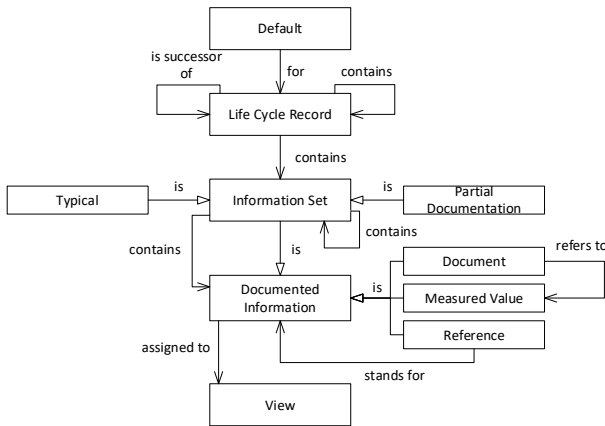 Default
is successor
of
for
contains
Life Cycle Record
contains
is
is
Typical
Information Set
Partial
Documentation
contains
is
contains
refers to
Document
Documented
Information
is
Measured Value
Reference
assigned to
stands for
View